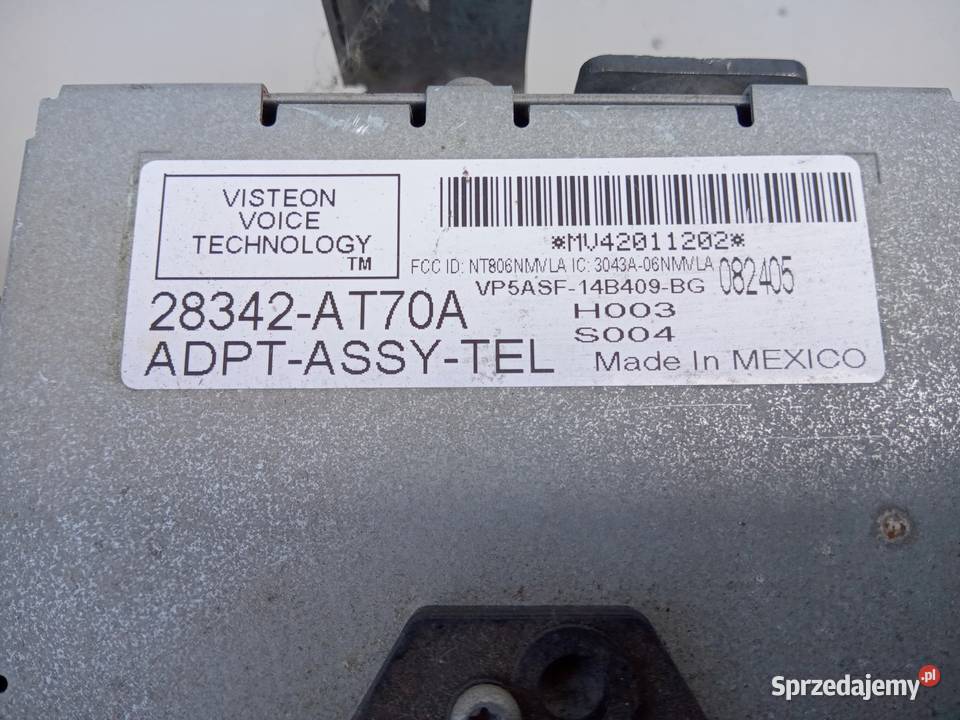 VISTEON
VOICE
TECHNOLOGY
TM
*MV42011202*
FCC ID: NT806NMVLA IC: 3043A-06NMVLA
VP5ASF-14B409-BG 082405
28342-AT70A
H003
S004
ADPT-ASSY-TEL
Made In MEXICO
Sprzedajemy.pl